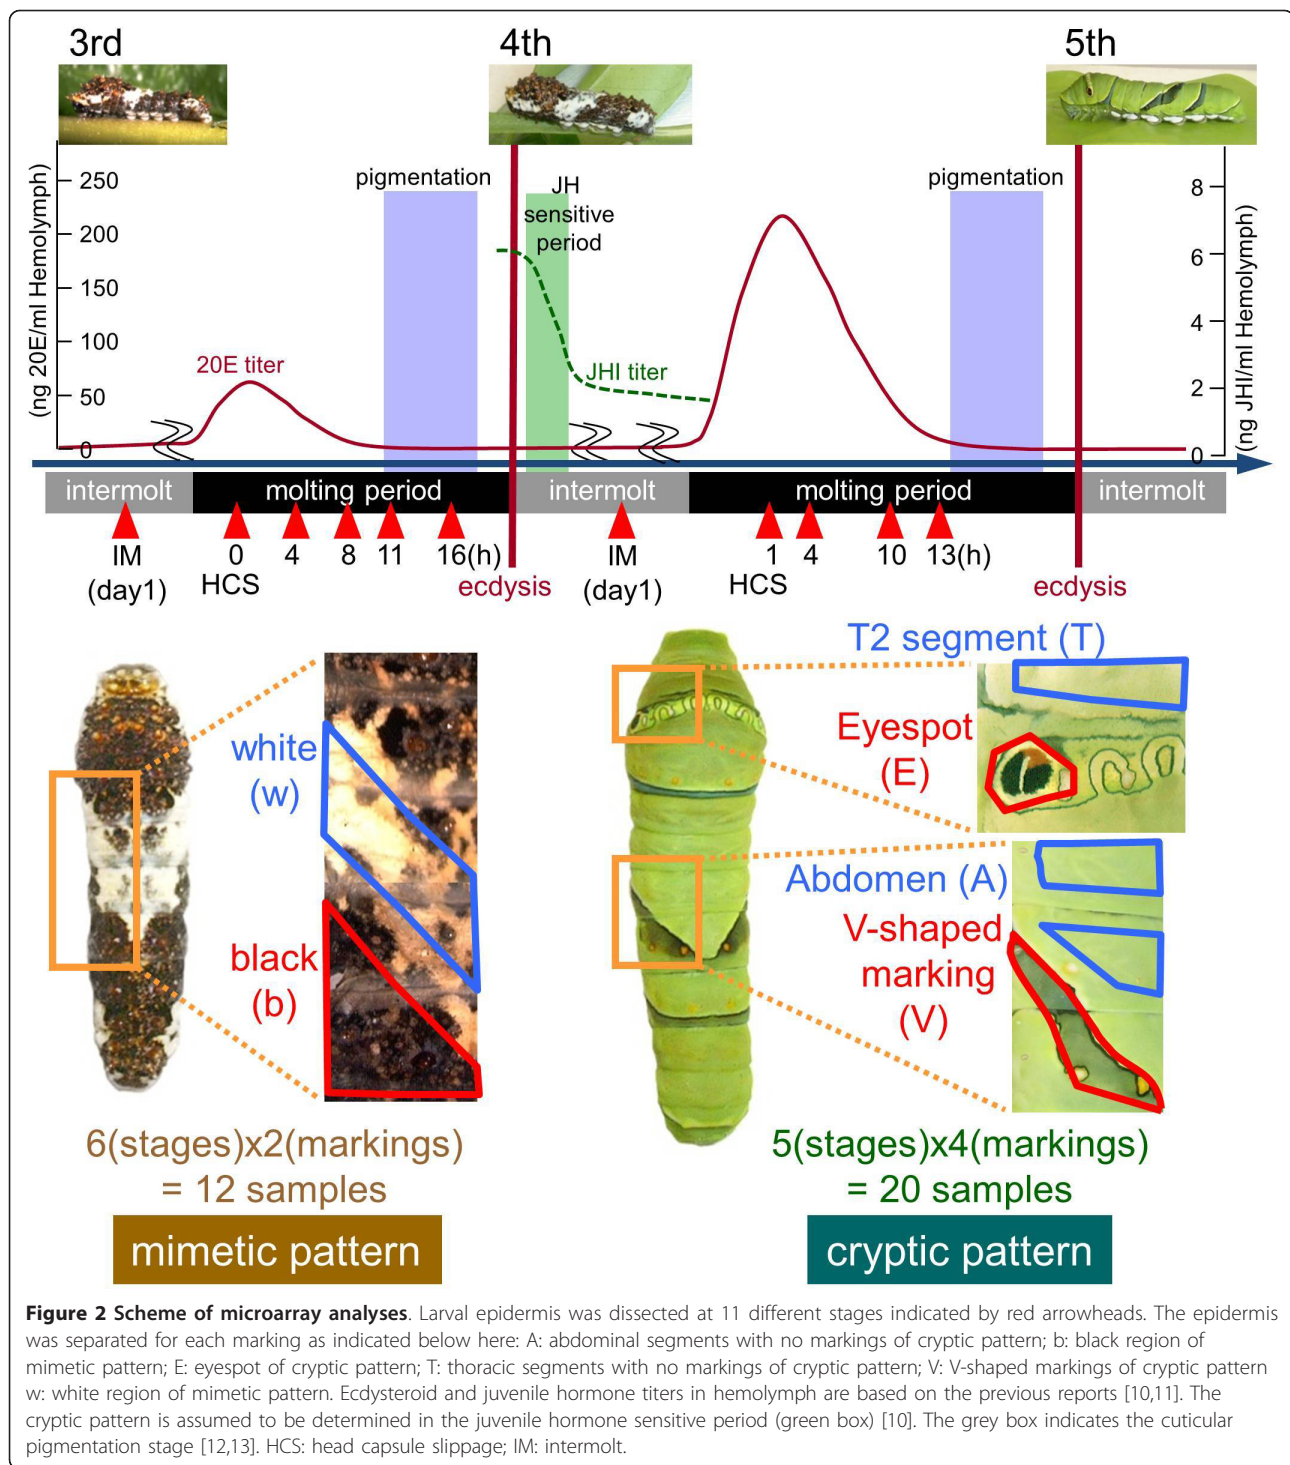 3rd
4th
5th
(ng 20E/ml Hemolymph)
250
200
150
100
50
0
pigmentation
JH
sensitive
period
pigmentation
8
6
4
2
0
(ng JHI/ml Hemolymph)
20E titer
JHI titer
intermolt
molting period
intermolt
molting period
intermolt
IM
(day1)
0
HCS
4
8
11
16(h)
ecdysis
IM
(day1)
1
HCS
4
10
13(h)
ecdysis
white
(w)
black
(b)
T2 segment (T)
Eyespot
(E)
Abdomen (A)
V-shaped
marking
(V)
6(stages)x2(markings)
= 12 samples
mimetic pattern
5(stages)x4(markings)
= 20 samples
cryptic pattern
Figure 2 Scheme of microarray analyses. Larval epidermis was dissected at 11 different stages indicated by red arrowheads. The epidermis
was separated for each marking as indicated below here: A: abdominal segments with no markings of cryptic pattern; b: black region of
mimetic pattern; E: eyespot of cryptic pattern; T: thoracic segments with no markings of cryptic pattern; V: V-shaped markings of cryptic pattern
w: white region of mimetic pattern. Ecdysteroid and juvenile hormone titers in hemolymph are based on the previous reports [10,11]. The
cryptic pattern is assumed to be determined in the juvenile hormone sensitive period (green box) [10]. The grey box indicates the cuticular
pigmentation stage [12,13]. HCS: head capsule slippage; IM: intermolt.